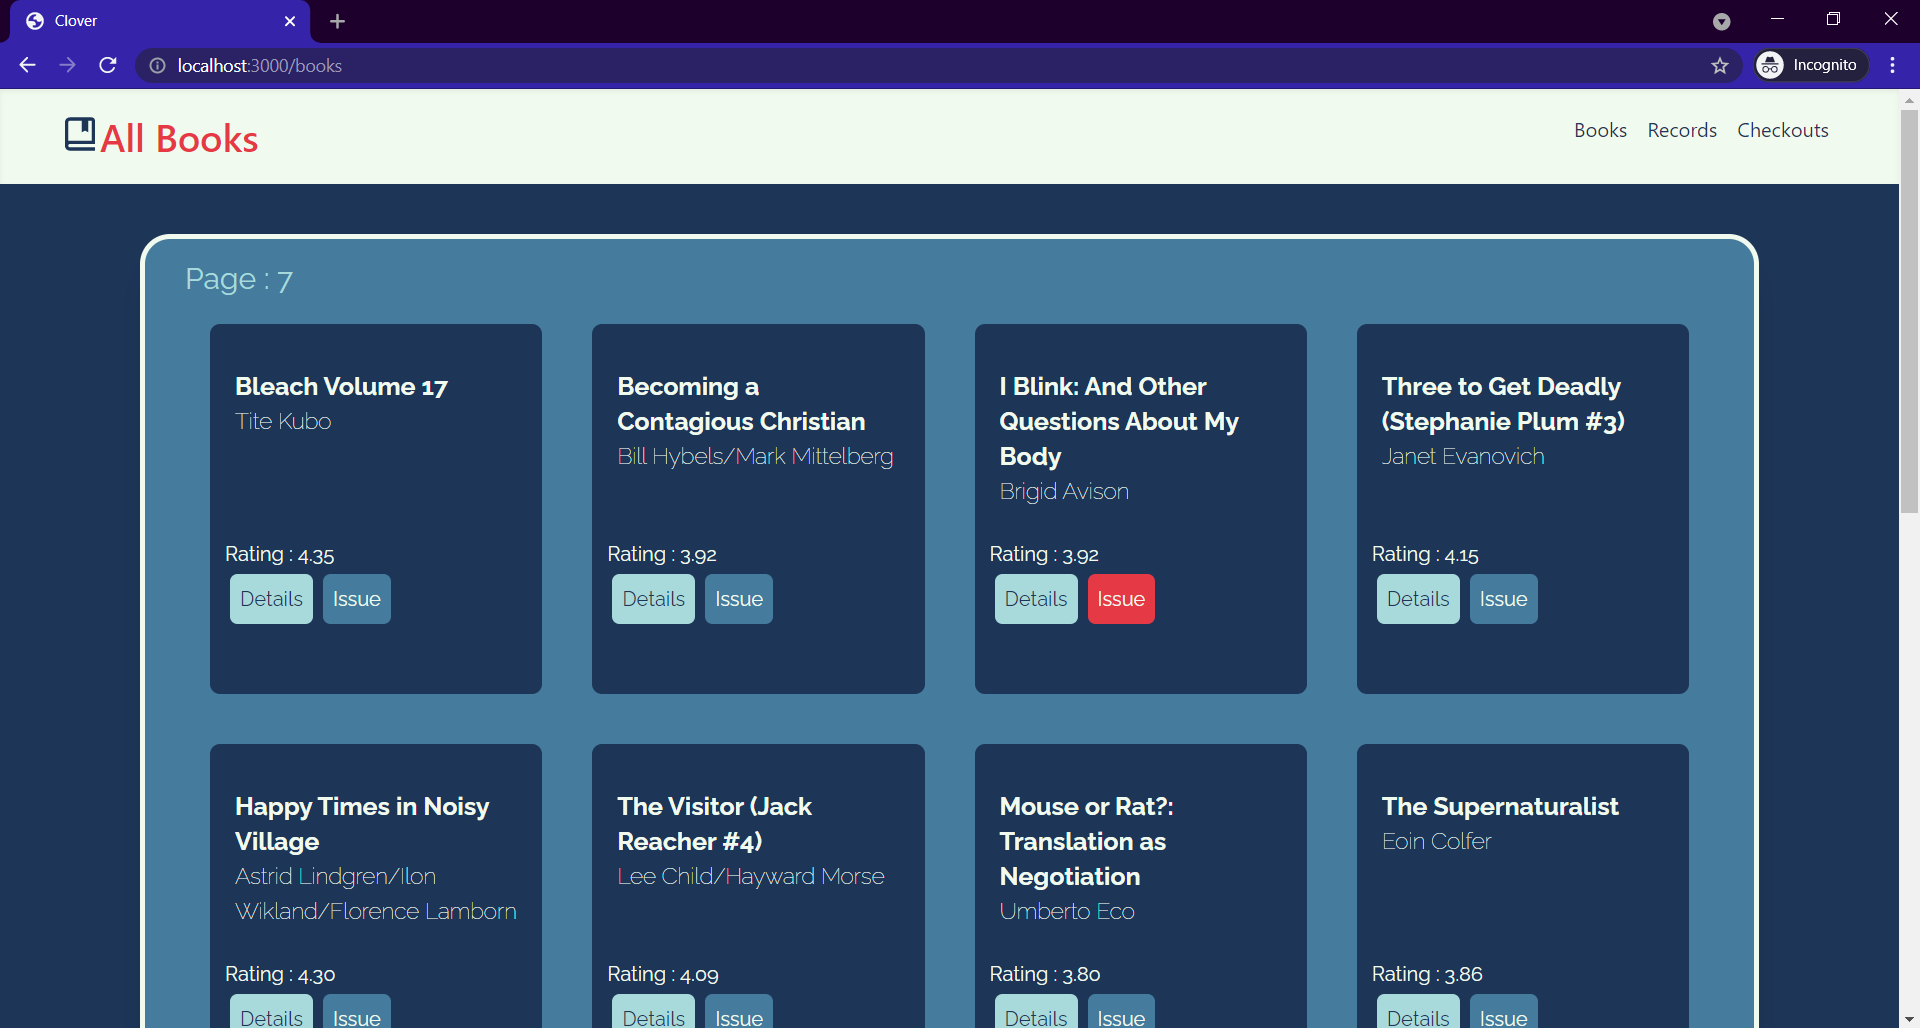 Clover
localhost:3000/books
Incognito
All Books
Books Records Checkouts
Page : 7
Bleach Volume 17
Tite Kubo
Rating : 4.35
Details Issue
Becoming a
Contagious Christian
Bill Hybels/Mark Mittelberg
Rating : 3.92
Details Issue
I Blink: And Other
Questions About My
Body
Brigid Avison
Rating : 3.92
Details Issue
Three to Get Deadly
(Stephanie Plum #3)
Janet Evanovich
Rating : 4.15
Details Issue
Happy Times in Noisy
Village
Astrid Lindgren/Ilon
Wikland/Florence Lamborn
Rating : 4.30
Details Issue
The Visitor (Jack
Reacher #4)
Lee Child/Hayward Morse
Rating : 4.09
Details Issue
Mouse or Rat?:
Translation as
Negotiation
Umberto Eco
Rating : 3.80
Details Issue
The Supernaturalist
Eoin Colfer
Rating : 3.86
Details Issue